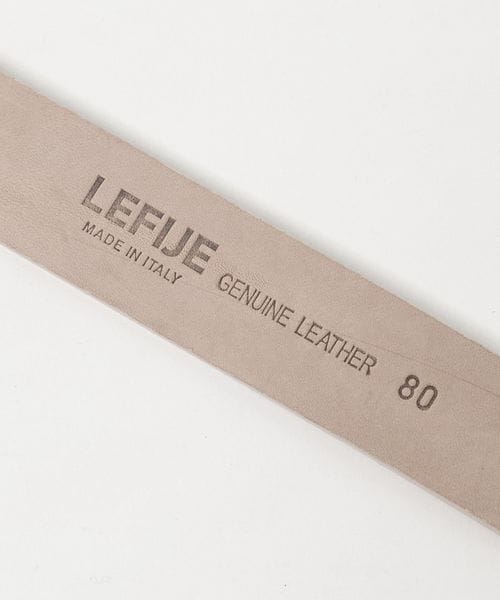 LEFIJE
MADE IN ITALY
GENUINE LEATHER
80